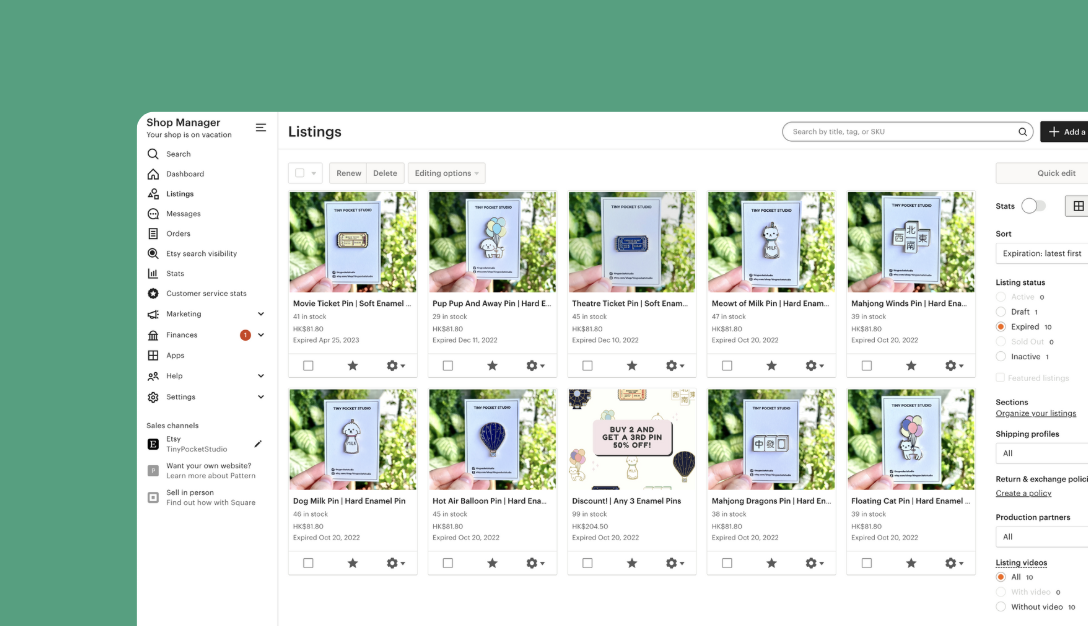 Shop Manager
Your shop is on vacation
Search
Dashboard
Listings
Messages
Orders
Etsy search visibility
Stats
Customer service stats
Marketing
Finances 1
Apps
Help
Settings
Sales channels
E Etsy
TinyPocketStudio
P Want your own website?
Learn more about Pattern
Sell in person
Find out how with Square
Listings
Search by title, tag, or SKU
Add a
Renew Delete Editing options
TINY POCKET STUDIO
TINY POCKET STUDIO
TINY POCKET STUDIO
TINY POCKET STUDIO
MILK
TINY POCKET STUDIO
北
西 東
南
Movie Ticket Pin | Soft Enamel ...
41 in stock
HK$81.80
Expired Apr 25, 2023
Pup Pup And Away Pin | Hard E...
29 in stock
HK$81.80
Expired Dec 11, 2022
Theatre Ticket Pin | Soft Enam...
45 in stock
HK$81.80
Expired Dec 10, 2022
Meowt of Milk Pin | Hard Enam...
47 in stock
HK$81.80
Expired Oct 20, 2022
Mahjong Winds Pin | Hard Ena...
39 in stock
HK$81.80
Expired Oct 20, 2022
TINY POCKET STUDIO
MILK
TINY POCKET STUDIO
BUY 2 AND
GET A 3RD PIN
50% OFF!
TINY POCKET STUDIO
中 發
TINY POCKET STUDIO
Dog Milk Pin | Hard Enamel Pin
46 in stock
HK$81.80
Expired Oct 20, 2022
Hot Air Balloon Pin | Hard Ena...
45 in stock
HK$81.80
Expired Oct 20, 2022
Discount! | Any 3 Enamel Pins
99 in stock
HK$204.50
Expired Oct 20, 2022
Mahjong Dragons Pin | Hard En...
38 in stock
HK$81.80
Expired Oct 20, 2022
Floating Cat Pin | Hard Enamel ...
39 in stock
HK$81.80
Expired Oct 20, 2022
Quick edit
Stats
Sort
Expiration: latest first
Listing status
Active 0
Draft 1
Expired 10
Sold Out 0
Inactive 1
Featured listings
Sections
Organize your listings
Shipping profiles
All
Return & exchange polici
Create a policy
Production partners
All
Listing videos
All 10
With video 0
Without video 10